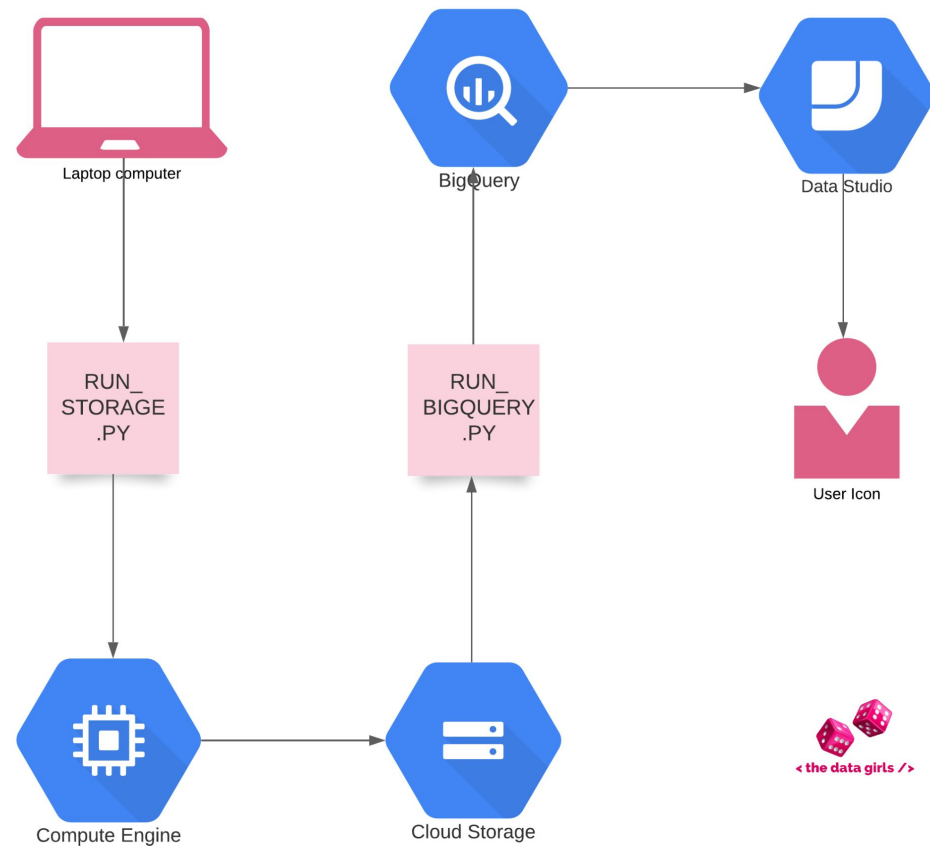 Laptop computer
RUN_
STORAGE
.PY
Compute Engine
Cloud Storage
RUN_
BIGQUERY
.PY
BigQuery
Data Studio
User Icon
< the data girls />